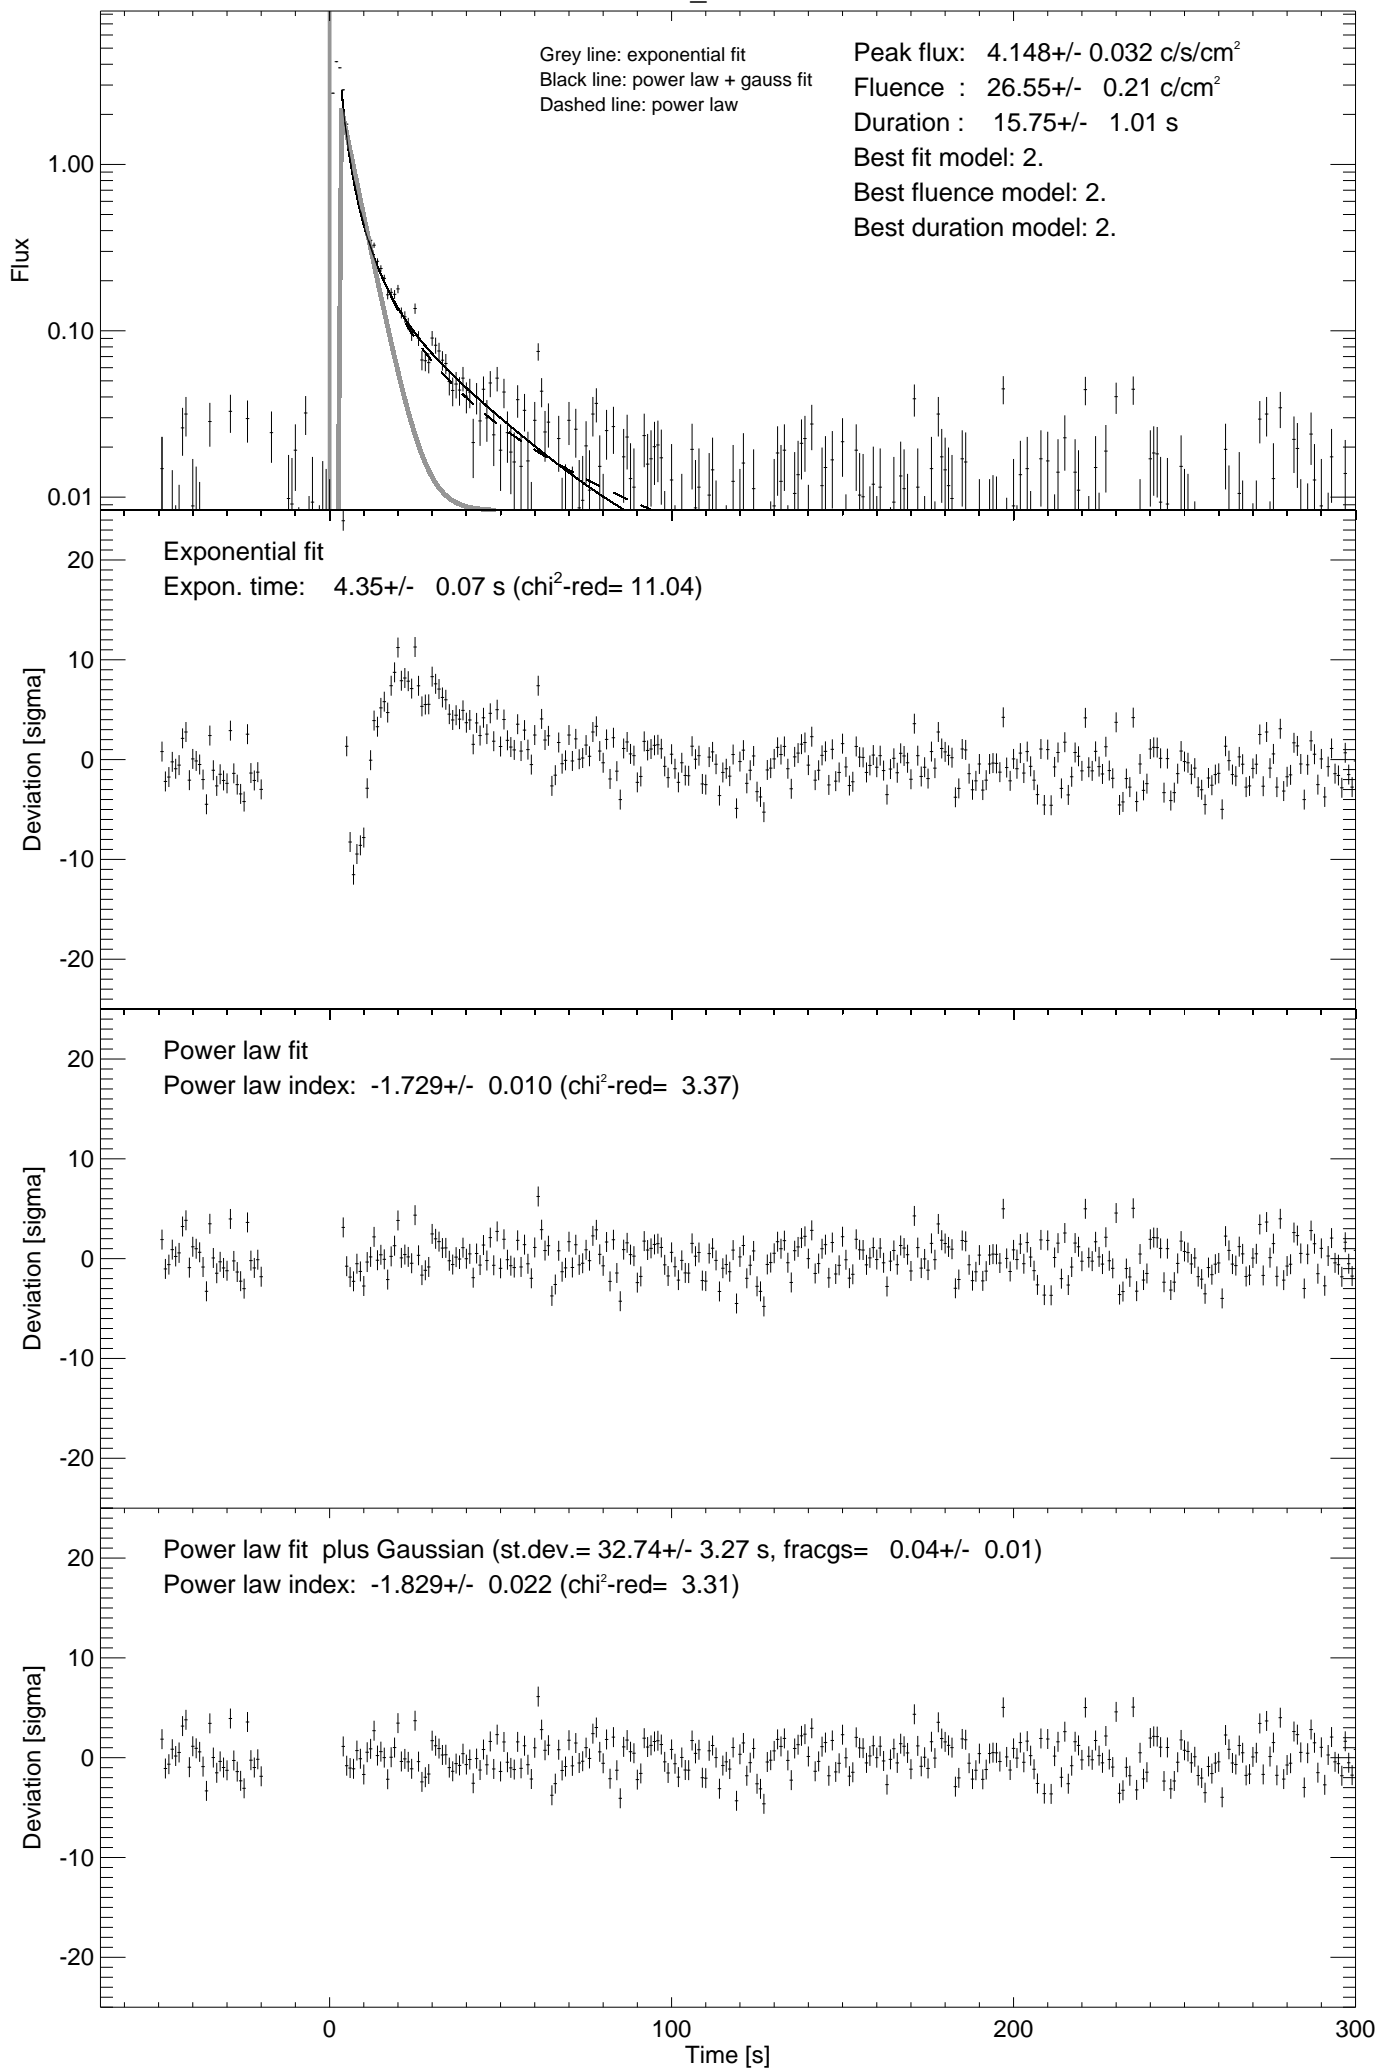 Grey line: exponential fit
Black line: power law + gauss fit
Dashed line: power law
Peak flux: 4.148+/- 0.032 c/s/cm²
Fluence : 26.55+/- 0.21 c/cm²
Duration : 15.75+/- 1.01 s
Best fit model: 2.
Best fluence model: 2.
Best duration model: 2.
Flux
1.00
0.10
0.01
Exponential fit
Expon. time: 4.35+/- 0.07 s (chi²-red= 11.04)
Deviation [sigma]
20
10
0
-10
-20
Power law fit
Power law index: -1.729+/- 0.010 (chi²-red= 3.37)
Deviation [sigma]
20
10
0
-10
-20
Power law fit plus Gaussian (st.dev.= 32.74+/- 3.27 s, fracgs= 0.04+/- 0.01)
Power law index: -1.829+/- 0.022 (chi²-red= 3.31)
Deviation [sigma]
20
10
0
-10
-20
0 100 200 300
Time [s]